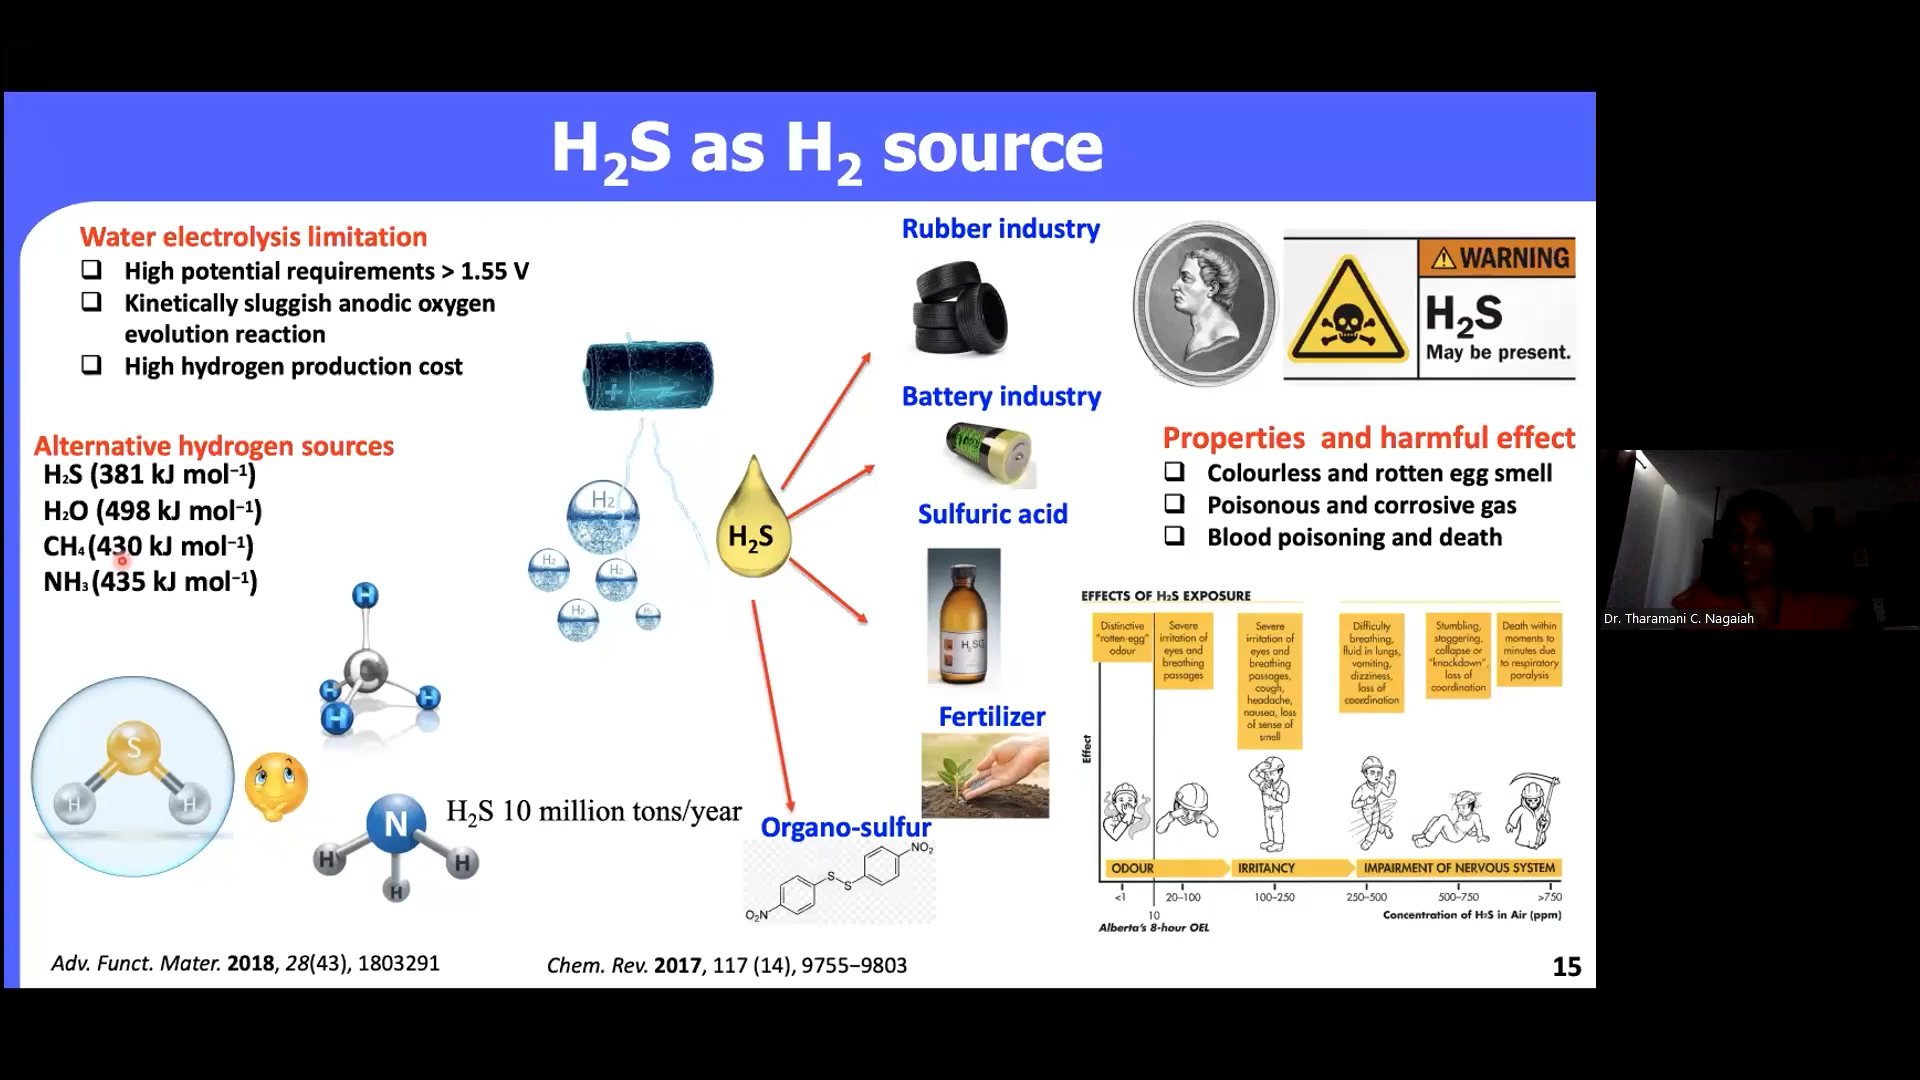 H₂S as H₂ source
Water electrolysis limitation
High potential requirements > 1.55 V
Kinetically sluggish anodic oxygen
evolution reaction
High hydrogen production cost
Alternative hydrogen sources
H₂S (381 kJ mol⁻¹)
H₂O (498 kJ mol⁻¹)
CH₄ (430 kJ mol⁻¹)
NH₃ (435 kJ mol⁻¹)
H
H
H
H
S
H
H
N
H
H
H
H₂S 10 million tons/year
H₂
H₂
H₂
H₂
H₂
H₂S
Rubber industry
Battery industry
Sulfuric acid
Fertilizer
Organo-sulfur
NO₂
S
S
O₂N
WARNING
H₂S
May be present.
Properties and harmful effect
Colourless and rotten egg smell
Poisonous and corrosive gas
Blood poisoning and death
EFFECTS OF H₂S EXPOSURE
Distinctive
"rotten-egg"
odour
Severe
irritation of
eyes and
breathing
passages
Severe
irritation of
eyes and
breathing
passages,
cough,
headache,
nausea, loss
of sense of
smell
Difficulty
breathing,
fluid in lungs,
vomiting,
dizziness,
loss of
coordination
Stumbling,
staggering,
collapse or
"knockdown",
loss of
coordination
Death within
moments to
minutes due
to respiratory
paralysis
Effect
ODOUR
IRRITANCY
IMPAIRMENT OF NERVOUS SYSTEM
<1
10
20–100
100–250
250–500
500–750
>750
Concentration of H₂S in Air (ppm)
Alberta's 8-hour OEL
Adv. Funct. Mater. 2018, 28(43), 1803291
Chem. Rev. 2017, 117 (14), 9755−9803
15
Dr. Tharamani C. Nagaiah